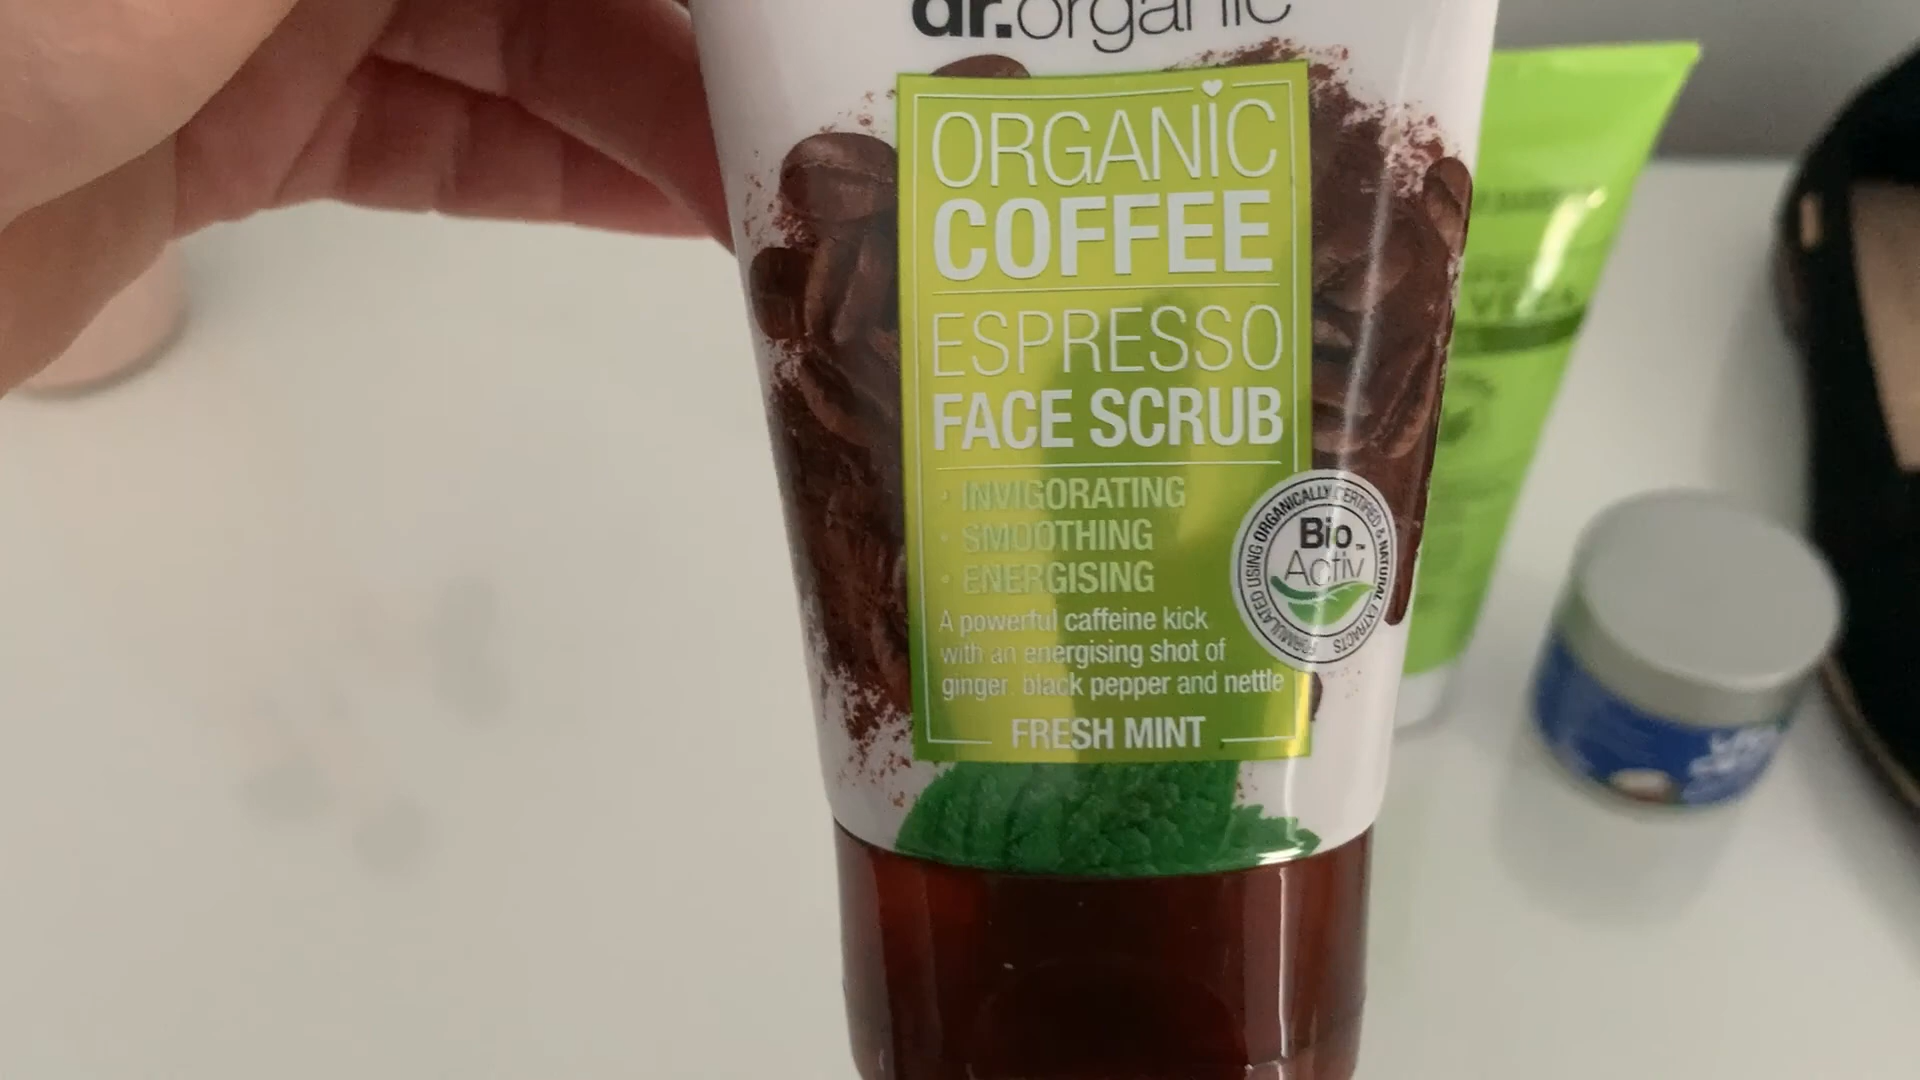 dr.organic
ORGANIC
COFFEE
ESPRESSO
FACE SCRUB
· INVIGORATING
· SMOOTHING
· ENERGISING
A powerful caffeine kick
with an energising shot of
ginger, black pepper and nettle
FRESH MINT
Bio
Activ
FORMULATED USING ORGANICALLY CERTIFIED & NATURAL EXTRACTS